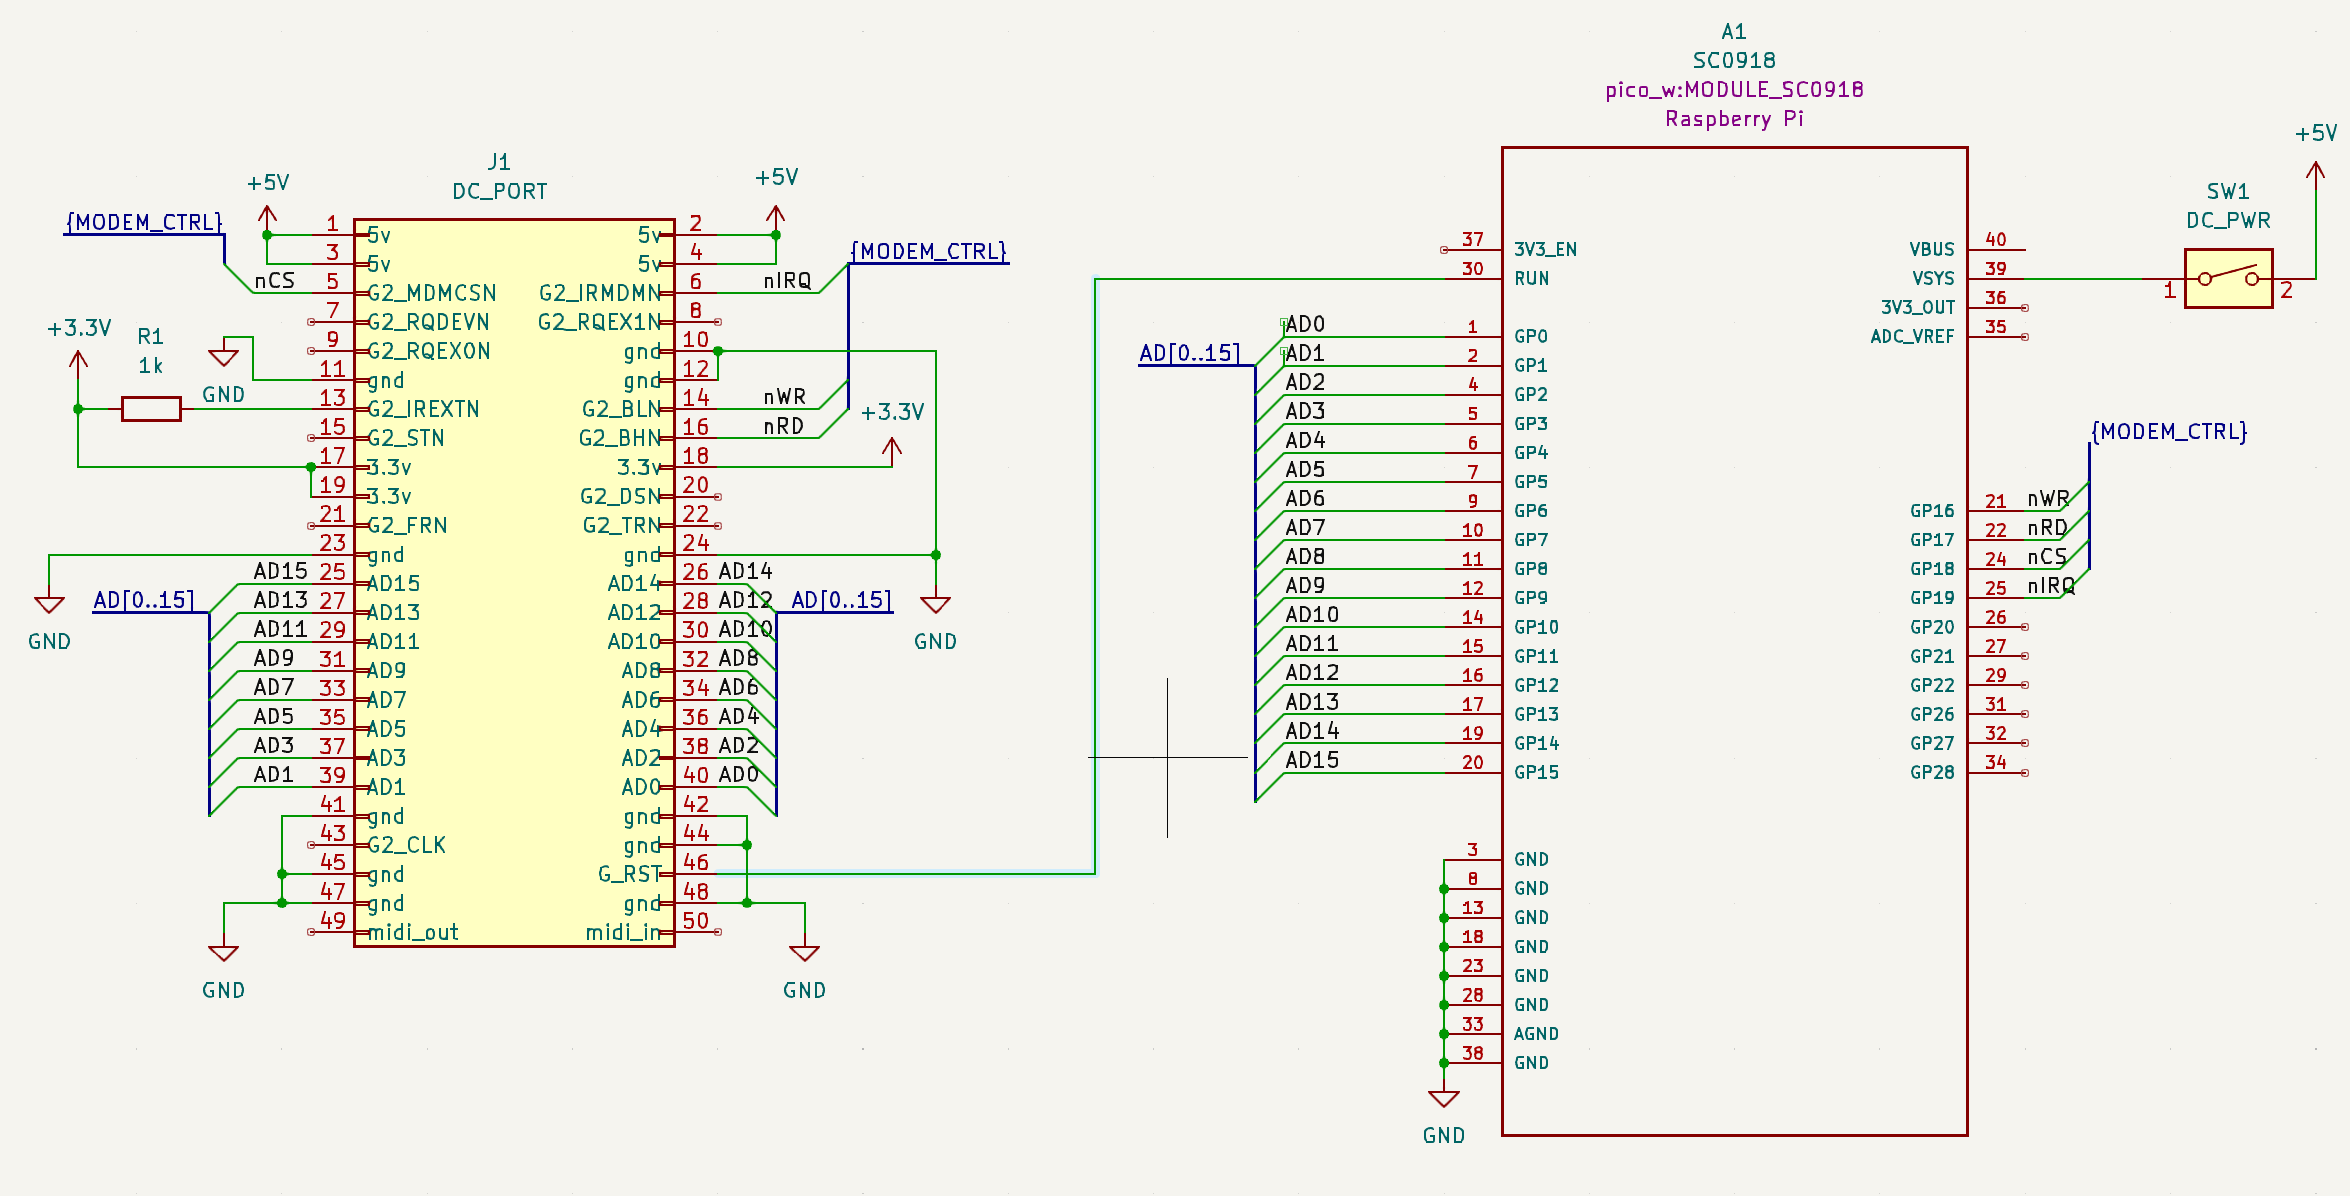 A1
SC0918
pico_w:MODULE_SC0918
Raspberry Pi
J1
DC_PORT
+5V
+5V
{MODEM_CTRL}
{MODEM_CTRL}
nCS
nIRQ
+3.3V
R1
1k
GND
nWR
nRD
+3.3V
1 5v 5v 2
3 5v 5v 4
5 G2_MDMCSN G2_IRMDMN 6
7 G2_RQDEVN G2_RQEX1N 8
9 G2_RQEX0N gnd 10
11 gnd gnd 12
13 G2_IREXTN G2_BLN 14
15 G2_STN G2_BHN 16
17 3.3v 3.3v 18
19 3.3v G2_DSN 20
21 G2_FRN G2_TRN 22
23 gnd gnd 24
AD15 25 AD15 AD14 26 AD14
AD[0..15] AD13 27 AD13 AD12 28 AD12 AD[0..15]
AD11 29 AD11 AD10 30 AD10
AD9 31 AD9 AD8 32 AD8
AD7 33 AD7 AD6 34 AD6
AD5 35 AD5 AD4 36 AD4
AD3 37 AD3 AD2 38 AD2
AD1 39 AD1 AD0 40 AD0
41 gnd gnd 42
43 G2_CLK gnd 44
45 gnd G_RST 46
47 gnd gnd 48
49 midi_out midi_in 50
GND
GND
GND
GND
+5V
SW1
DC_PWR
1 2
37 3V3_EN VBUS 40
30 RUN VSYS 39
3V3_OUT 36
AD0 1 GP0 ADC_VREF 35
AD[0..15] AD1 2 GP1
AD2 4 GP2
AD3 5 GP3
AD4 6 GP4
{MODEM_CTRL}
AD5 7 GP5
AD6 9 GP6 GP16 21 nWR
AD7 10 GP7 GP17 22 nRD
AD8 11 GP8 GP18 24 nCS
AD9 12 GP9 GP19 25 nIRQ
AD10 14 GP10 GP20 26
AD11 15 GP11 GP21 27
AD12 16 GP12 GP22 29
AD13 17 GP13 GP26 31
AD14 19 GP14 GP27 32
AD15 20 GP15 GP28 34
3 GND
8 GND
13 GND
18 GND
23 GND
28 GND
33 AGND
38 GND
GND